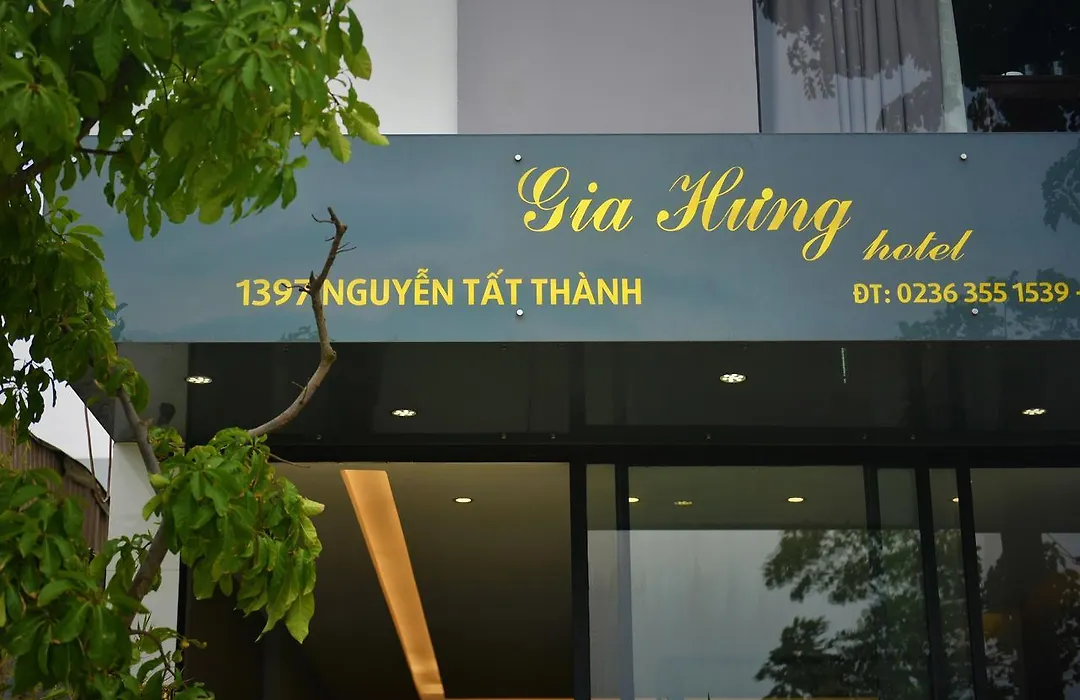 Gia Hưng
hotel
1397 NGUYỄN TẤT THÀNH
ĐT: 0236 355 1539 -